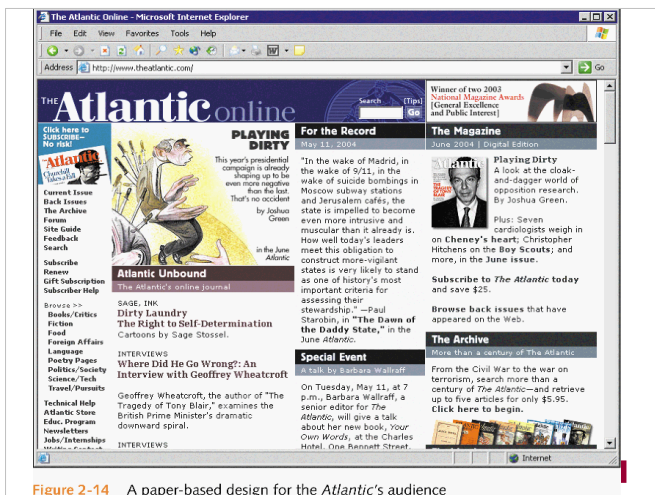 The Atlantic Online - Microsoft Internet Explorer
File Edit View Favorites Tools Help
Address http://www.theatlantic.com/ Go
THE Atlantic online
Search [Tips]
Go
Winner of two 2003
National Magazine Awards
[General Excellence
and Public Interest]
Click here to
SUBSCRIBE—
No risk!
Atlantic
Current Issue
Back Issues
The Archive
Forum
Site Guide
Feedback
Search
Subscribe
Renew
Gift Subscription
Subscriber Help
Browse >>
Books/Critics
Fiction
Food
Foreign Affairs
Language
Poetry Pages
Politics/Society
Science/Tech
Travel/Pursuits
Technical Help
Atlantic Store
Educ. Program
Newsletters
Jobs/Internships
PLAYING
DIRTY
This year's presidential
campaign is already
shaping up to be
even more negative
than the last.
That's no accident
by Joshua
Green
in the June
Atlantic
Atlantic Unbound
The Atlantic's online journal
SAGE, INK
Dirty Laundry
The Right to Self-Determination
Cartoons by Sage Stossel.
INTERVIEWS
Where Did He Go Wrong?: An
Interview with Geoffrey Wheatcroft
Geoffrey Wheatcroft, the author of "The
Tragedy of Tony Blair," examines the
British Prime Minister's dramatic
downward spiral.
INTERVIEWS
For the Record
May 11, 2004
"In the wake of Madrid, in
the wake of 9/11, in the
wake of suicide bombings in
Moscow subway stations
and Jerusalem cafés, the
state is impelled to become
even more intrusive and
muscular than it already is.
How well today's leaders
meet this obligation to
construct more-vigilant
states is very likely to stand
as one of history's most
important criteria for
assessing their
stewardship." —Paul
Starobin, in "The Dawn of
the Daddy State," in the
June Atlantic.
Special Event
A talk by Barbara Wallraff
On Tuesday, May 11, at 7
p.m., Barbara Wallraff, a
senior editor for The
Atlantic, will give a talk
about her new book, Your
Own Words, at the Charles
Hotel, One Bennett Street,
The Magazine
June 2004 | Digital Edition
Atlantic
Playing Dirty
A look at the cloak-
and-dagger world of
opposition research.
By Joshua Green.
Plus: Seven
cardiologists weigh in
on Cheney's heart; Christopher
Hitchens on the Boy Scouts; and
more, in the June issue.
Subscribe to The Atlantic today
and save $25.
Browse back issues that have
appeared on the Web.
The Archive
More than a century of The Atlantic
From the Civil War to the war on
terrorism, search more than a
century of The Atlantic—and retrieve
up to five articles for only $5.95.
Click here to begin.
Internet
Figure 2-14 A paper-based design for the Atlantic's audience